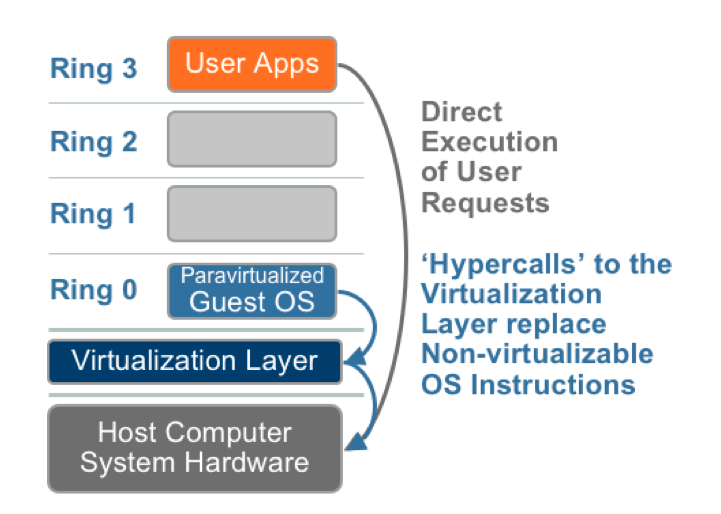 Ring 3
User Apps
Ring 2
Ring 1
Ring 0
Paravirtualized
Guest OS
Virtualization Layer
Host Computer
System Hardware
Direct
Execution
of User
Requests
‘Hypercalls’ to the
Virtualization
Layer replace
Non-virtualizable
OS Instructions